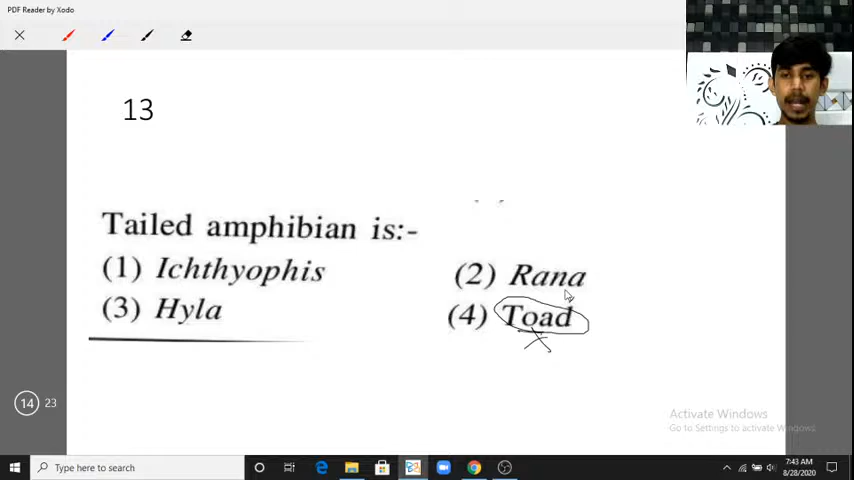 PDF Reader by Xodo
13
Tailed amphibian is:-
(1) Ichthyophis (2) Rana
(3) Hyla (4) Toad
14 23
Activate Windows
Go to Settings to activate Windows.
Type here to search
7:43 AM
8/28/2020